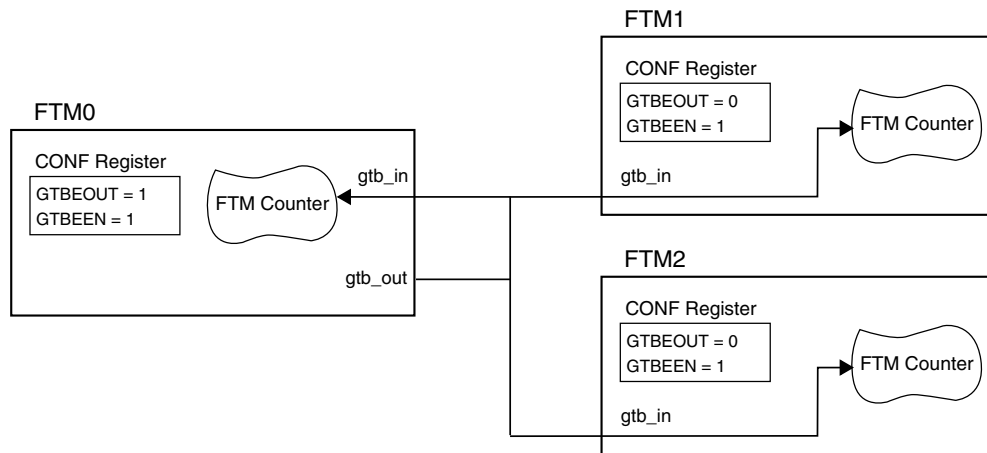 FTM0
CONF Register
GTBEOUT = 1
GTBEEN = 1
FTM Counter
gtb_in
gtb_out
FTM1
CONF Register
GTBEOUT = 0
GTBEEN = 1
FTM Counter
gtb_in
FTM2
CONF Register
GTBEOUT = 0
GTBEEN = 1
FTM Counter
gtb_in